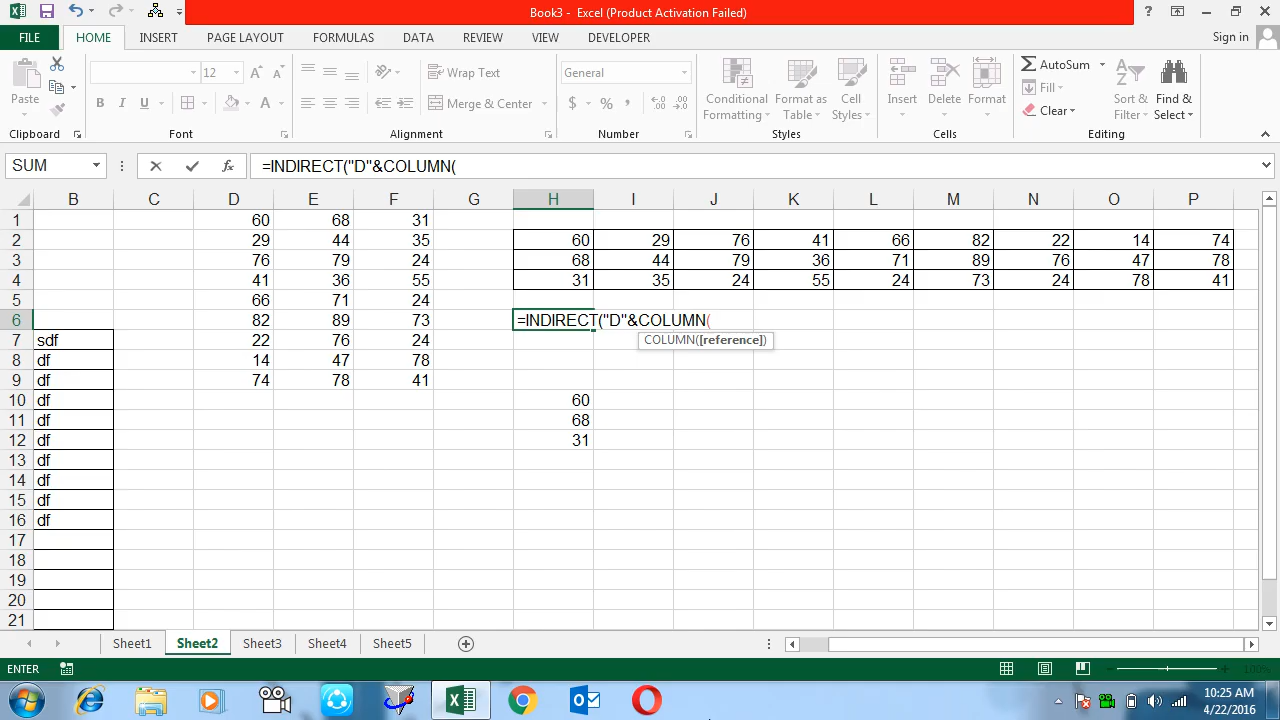 Book3 - Excel (Product Activation Failed)
FILE HOME INSERT PAGE LAYOUT FORMULAS DATA REVIEW VIEW DEVELOPER Sign in
Paste
Clipboard
12 A A
B I U A
Font
Wrap Text
Merge & Center
Alignment
General
$ % ,
Number
Conditional Formatting
Format as Table
Cell Styles
Styles
Insert Delete Format
Cells
AutoSum
Fill
Clear
Sort & Filter
Find & Select
Editing
SUM fx =INDIRECT("D"&COLUMN(
B C D E F G H I J K L M N O P
1 60 68 31
2 29 44 35 60 29 76 41 66 82 22 14 74
3 76 79 24 68 44 79 36 71 89 76 47 78
4 41 36 55 31 35 24 55 24 73 24 78 41
5 66 71 24
6 82 89 73 =INDIRECT("D"&COLUMN(
7 sdf 22 76 24 COLUMN([reference])
8 df 14 47 78
9 df 74 78 41
10 df 60
11 df 68
12 df 31
13 df
14 df
15 df
16 df
17
18
19
20
21
Sheet1 Sheet2 Sheet3 Sheet4 Sheet5
ENTER 100%
10:25 AM
4/22/2016